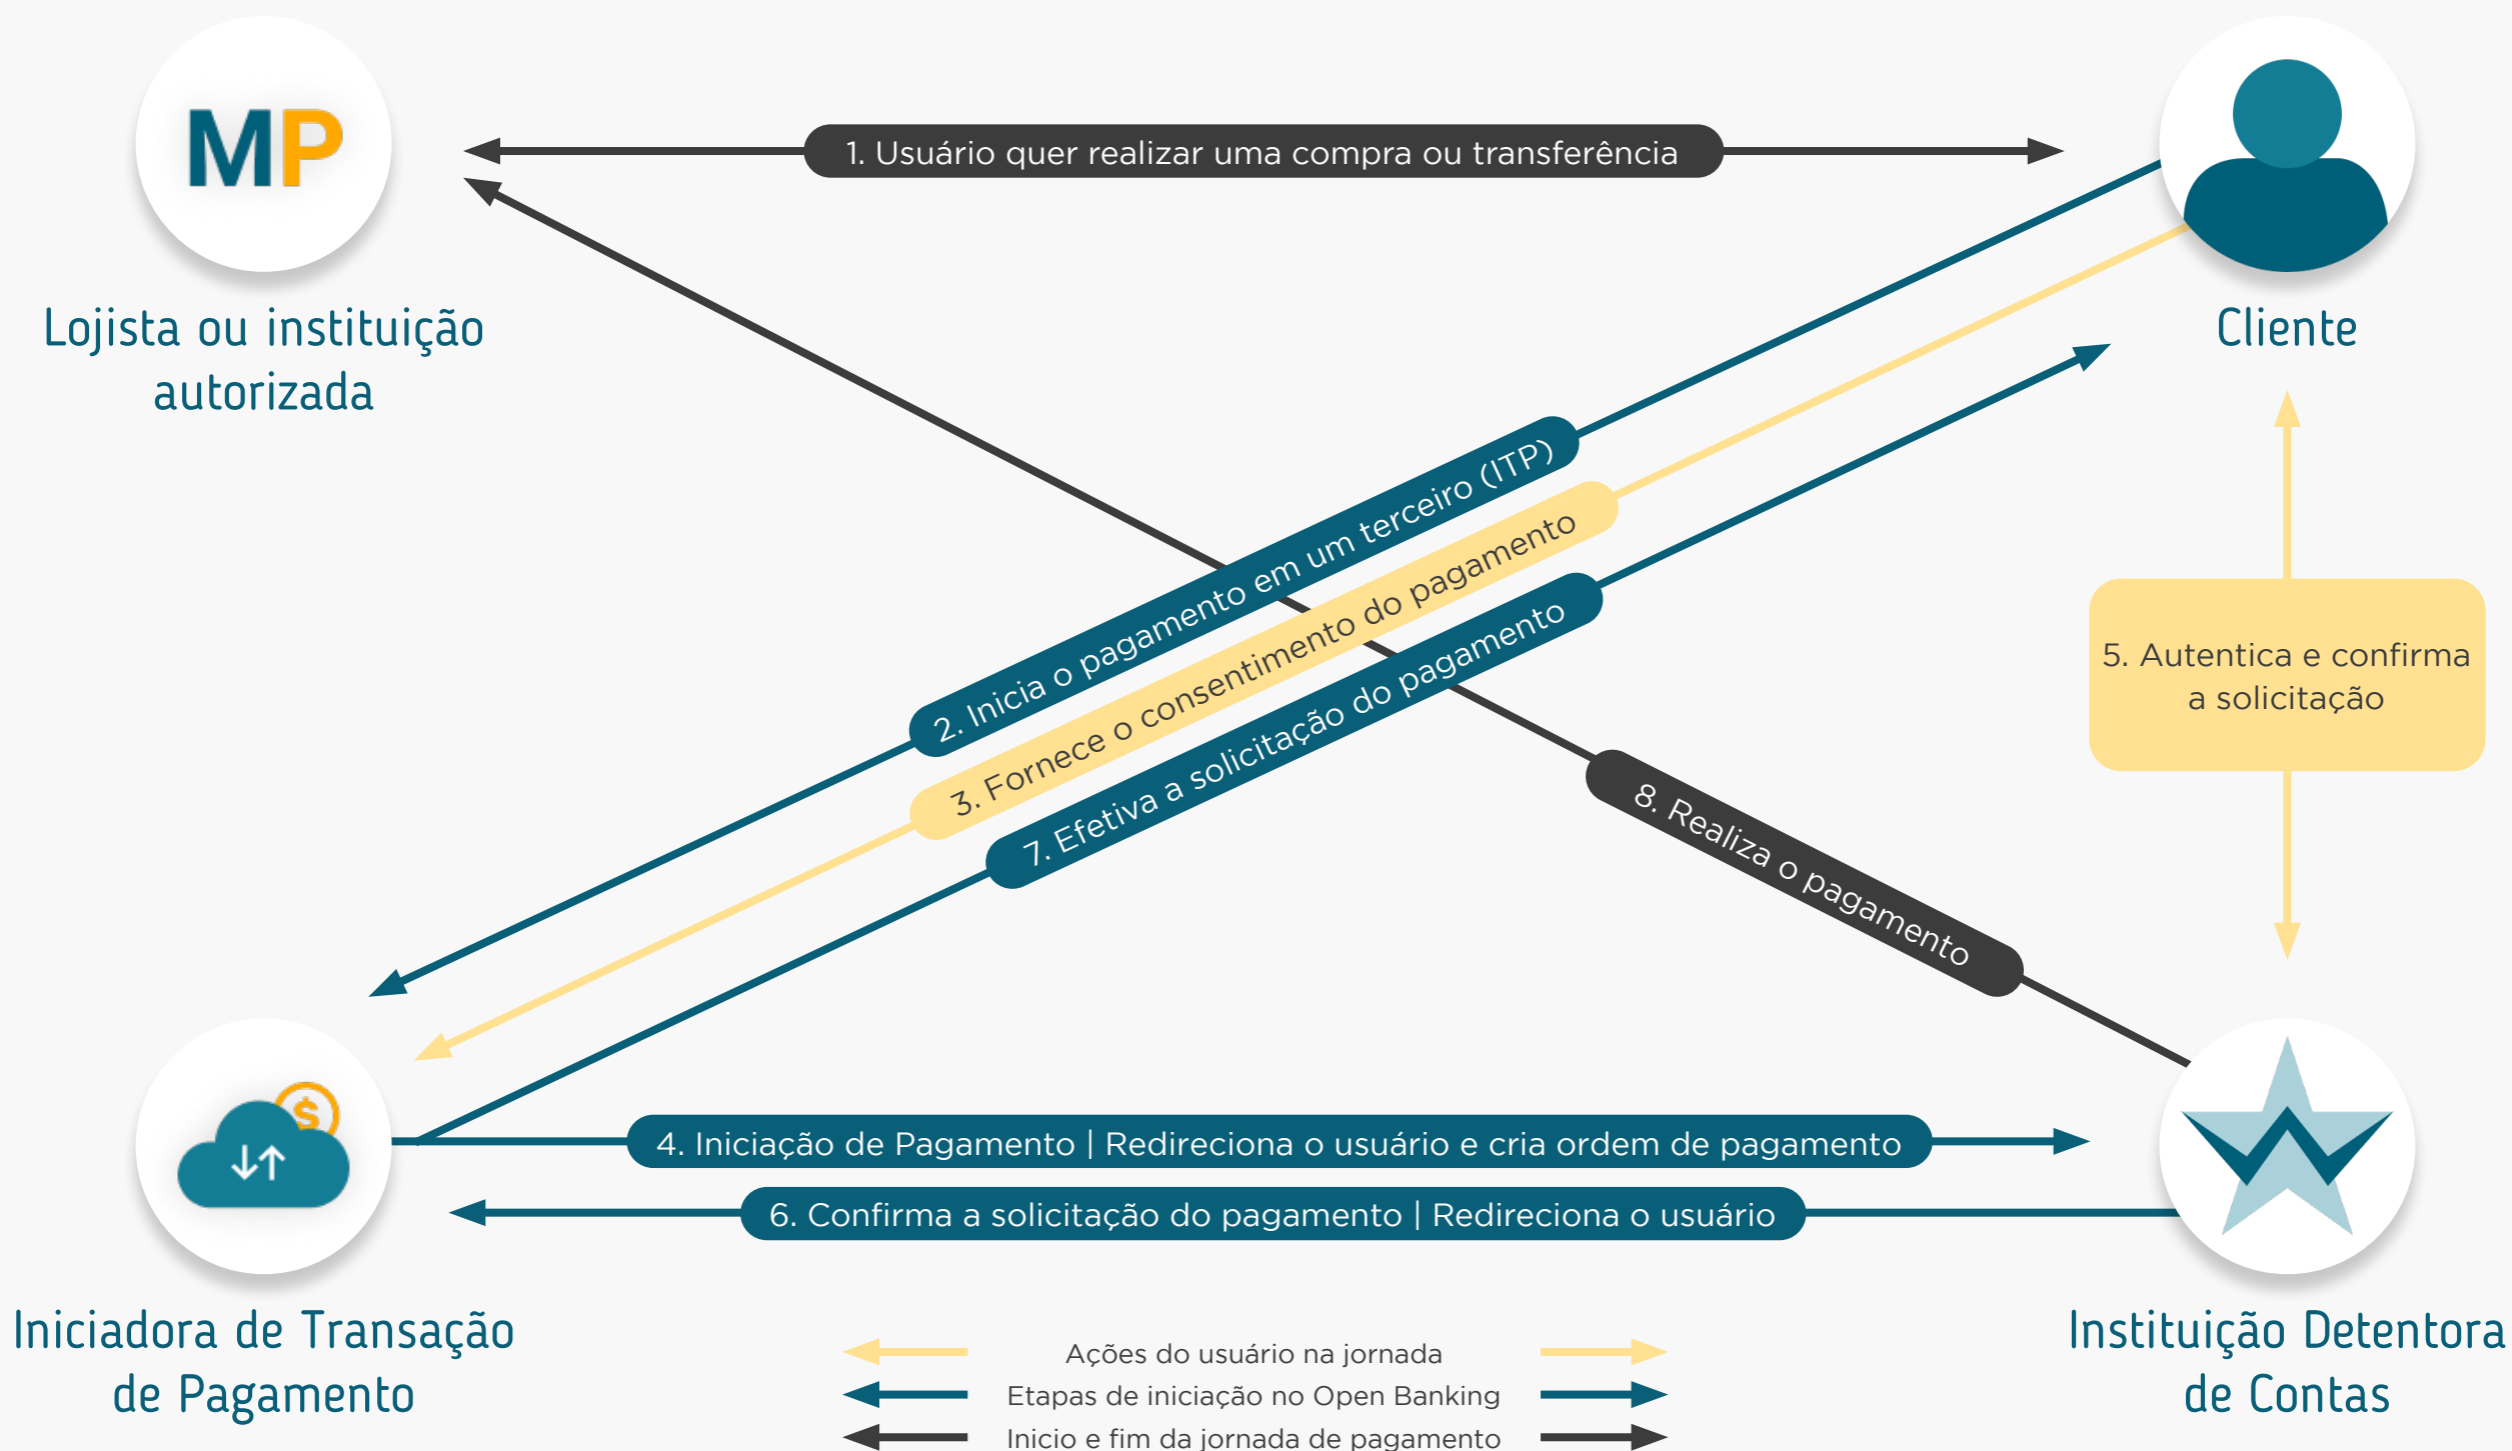 MP
1. Usuário quer realizar uma compra ou transferência
Lojista ou instituição
autorizada
Cliente
2. Inicia o pagamento em um terceiro (ITP)
3. Fornece o consentimento do pagamento
7. Efetiva a solicitação do pagamento
5. Autentica e confirma
a solicitação
8. Realiza o pagamento
$
4. Iniciação de Pagamento | Redireciona o usuário e cria ordem de pagamento
6. Confirma a solicitação do pagamento | Redireciona o usuário
Iniciadora de Transação
de Pagamento
Instituição Detentora
de Contas
Ações do usuário na jornada
Etapas de iniciação no Open Banking
Inicio e fim da jornada de pagamento